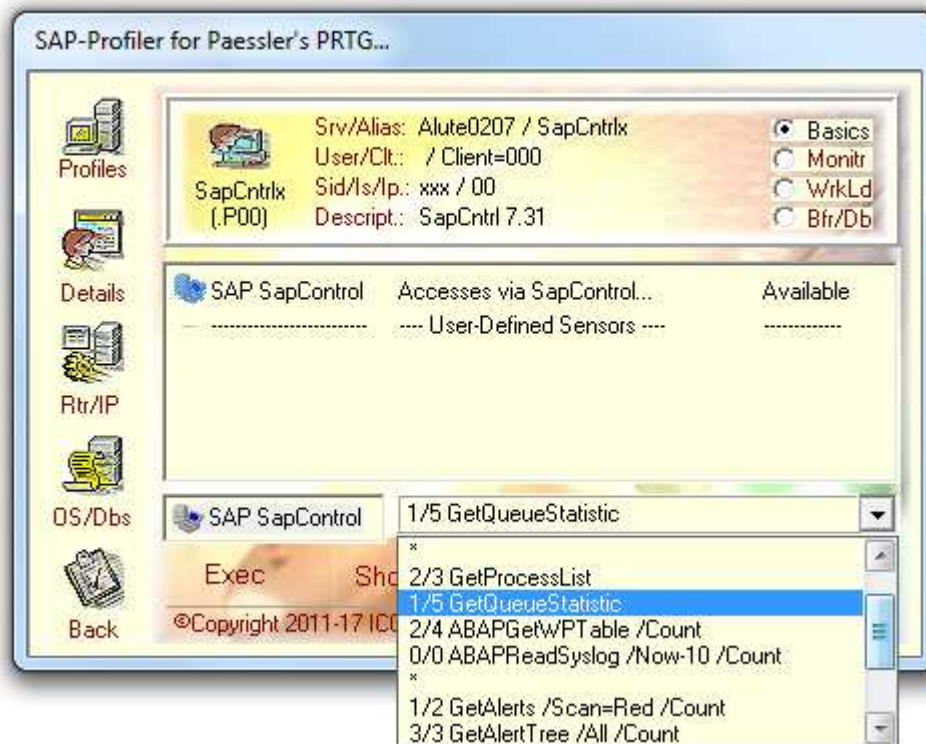 SAP-Profiler for Paessler's PRTG...
Profiles
Details
Rtr/IP
OS/Dbs
Back
SapCntrlx
(.P00)
Srv/Alias: Alute0207 / SapCntrlx
User/Clt.: / Client=000
Sid/Is/Ip.: xxx / 00
Descript.: SapCntrl 7.31
Basics
Monitr
WrkLd
Bfr/Db
SAP SapControl Accesses via SapControl... Available
--- ---------------------- ---- User-Defined Sensors ---- -----------
SAP SapControl
1/5 GetQueueStatistic
*
2/3 GetProcessList
1/5 GetQueueStatistic
2/4 ABAPGetWPTable /Count
0/0 ABAPReadSyslog /Now-10 /Count
*
1/2 GetAlerts /Scan=Red /Count
3/3 GetAlertTree /All /Count
Exec
©Copyright 2011-17